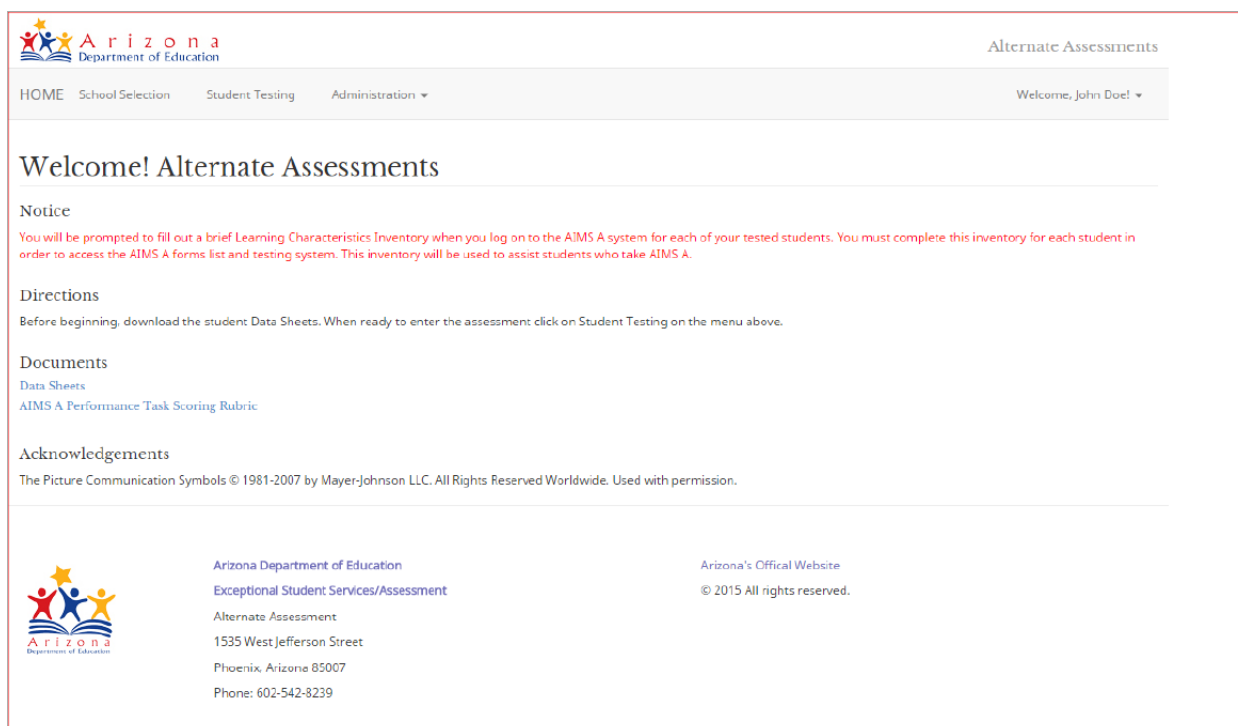 Arizona
Department of Education
Alternate Assessments
HOME School Selection Student Testing Administration Welcome, John Doe!
Welcome! Alternate Assessments
Notice
You will be prompted to fill out a brief Learning Characteristics Inventory when you log on to the AIMS A system for each of your tested students. You must complete this inventory for each student in
order to access the AIMS A forms list and testing system. This inventory will be used to assist students who take AIMS A.
Directions
Before beginning, download the student Data Sheets. When ready to enter the assessment click on Student Testing on the menu above.
Documents
Data Sheets
AIMS A Performance Task Scoring Rubric
Acknowledgements
The Picture Communication Symbols © 1981-2007 by Mayer-Johnson LLC. All Rights Reserved Worldwide. Used with permission.
Arizona
Department of Education
Arizona Department of Education
Exceptional Student Services/Assessment
Alternate Assessment
1535 West Jefferson Street
Phoenix, Arizona 85007
Phone: 602-542-8239
Arizona's Offical Website
© 2015 All rights reserved.